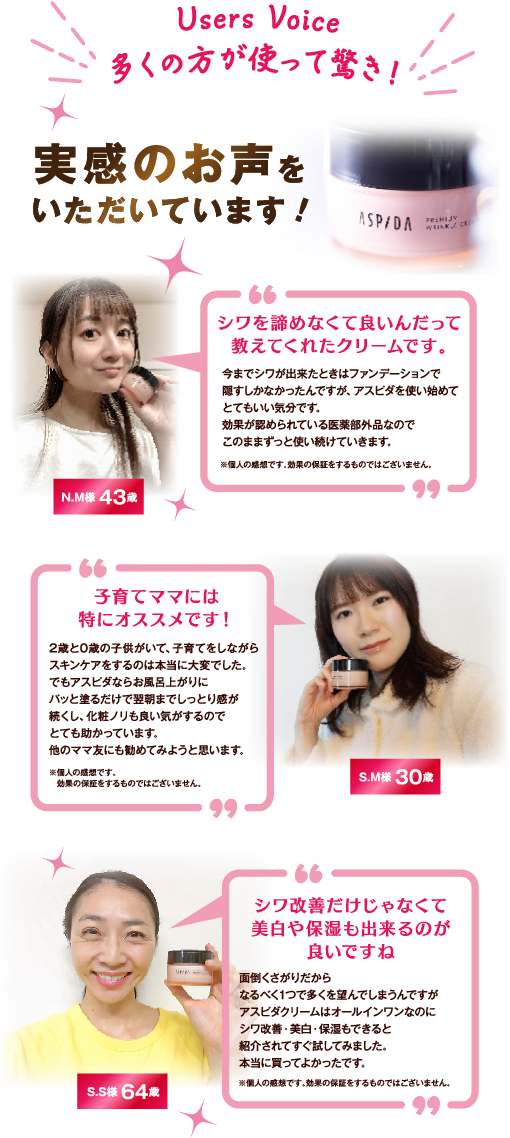 Users Voice
多くの方が使って驚き!
実感のお声を
いただいています!
ASPIDA
PREMIUM
WRINKLE
シワを諦めなくて良いんだって
教えてくれたクリームです。
今までシワが出来たときはファンデーションで
隠すしかなかったんですが、アスピダを使い始めて
とてもいい気分です。
効果が認められている医薬部外品なので
このままずっと使い続けていきます。
※個人の感想です。効果の保証をするものではございません。
N.M様 43歳
子育てママには
特にオススメです!
2歳と0歳の子供がいて、子育てをしながら
スキンケアをするのは本当に大変でした。
でもアスピダならお風呂上がりに
パッと塗るだけで翌朝までしっとり感が
続くし、化粧ノリも良い気がするので
とても助かっています。
他のママ友にも勧めてみようと思います。
※個人の感想です。
効果の保証をするものではございません。
S.M様 30歳
シワ改善だけじゃなくて
美白や保湿も出来るのが
良いですね
面倒くさがりだから
なるべく1つで多くを望んでしまうんですが
アスピダクリームはオールインワンなのに
シワ改善・美白・保湿もできると
紹介されてすぐ試してみました。
本当に買ってよかったです。
※個人の感想です。効果の保証をするものではございません。
S.S様 64歳